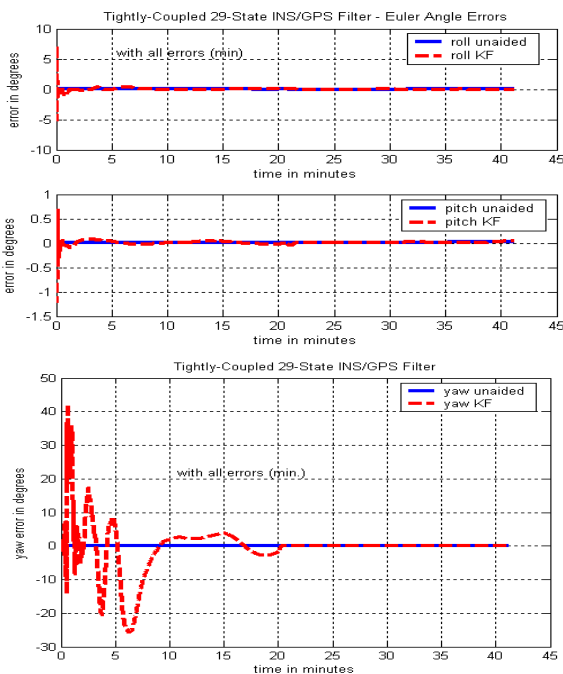 Tightly-Coupled 29-State INS/GPS Filter - Euler Angle Errors
10
5
0
-5
-10
error in degrees
with all errors (min)
roll unaided
roll KF
0 5 10 15 20 25 30 35 40 45
time in minutes
1
0.5
0
-0.5
-1
-1.5
error in degrees
pitch unaided
pitch KF
0 5 10 15 20 25 30 35 40 45
time in minutes
Tightly-Coupled 29-State INS/GPS Filter
50
40
30
20
10
0
-10
-20
-30
yaw error in degrees
yaw unaided
yaw KF
with all errors (min.)
0 5 10 15 20 25 30 35 40 45
time in minutes